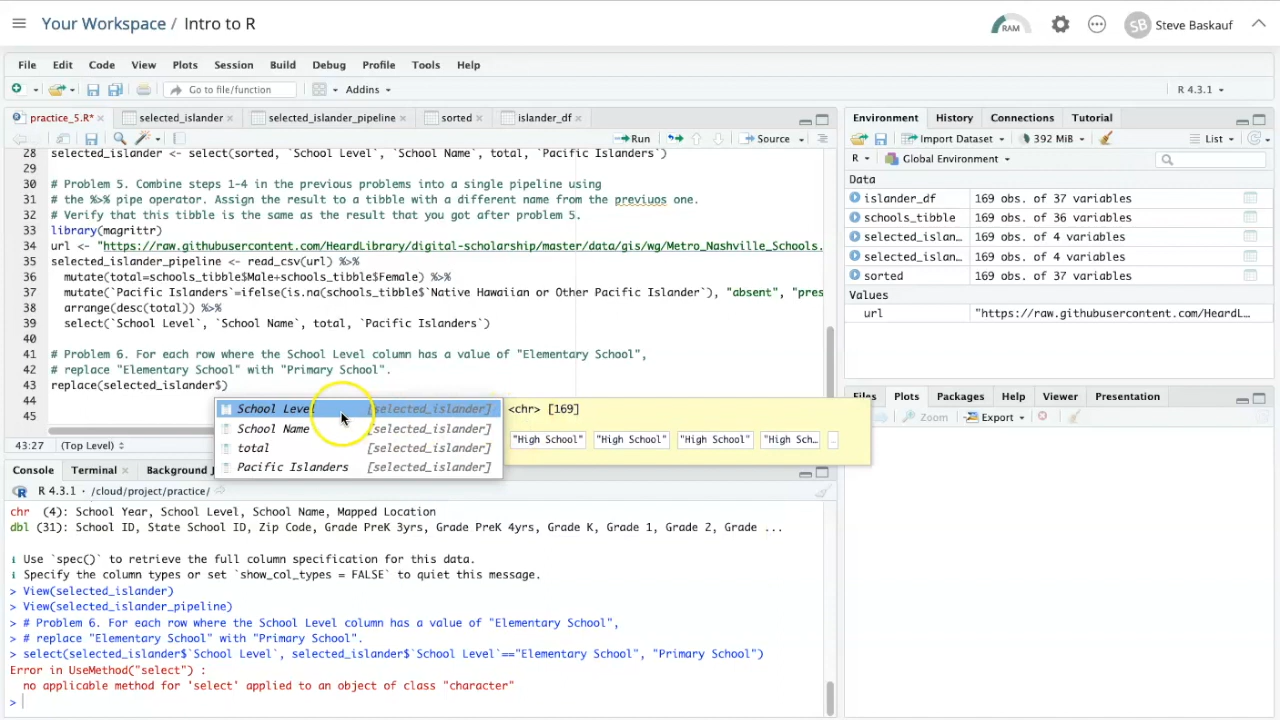 Your Workspace / Intro to R
RAM
SB Steve Baskauf
File Edit Code View Plots Session Build Debug Profile Tools Help
Go to file/function
Addins
R 4.3.1
practice_5.R* selected_islander selected_islander_pipeline sorted islander_df
Run Source
28 selected_islander <- select(sorted, `School Level`, `School Name`, total, `Pacific Islanders`)
29
30 # Problem 5. Combine steps 1-4 in the previous problems into a single pipeline using
31 # the %>% pipe operator. Assign the result to a tibble with a different name from the previuos one.
32 # Verify that this tibble is the same as the result that you got after problem 5.
33 library(magrittr)
34 url <- "https://raw.githubusercontent.com/HeardLibrary/digital-scholarship/master/data/gis/wg/Metro_Nashville_Schools.
35 selected_islander_pipeline <- read_csv(url) %>%
36 mutate(total=schools_tibble$Male+schools_tibble$Female) %>%
37 mutate(`Pacific Islanders`=ifelse(is.na(schools_tibble$`Native Hawaiian or Other Pacific Islander`), "absent", "pres
38 arrange(desc(total)) %>%
39 select(`School Level`, `School Name`, total, `Pacific Islanders`)
40
41 # Problem 6. For each row where the School Level column has a value of "Elementary School",
42 # replace "Elementary School" with "Primary School".
43 replace(selected_islander$)
44
45
School Level [selected_islander]
School Name [selected_islander]
total [selected_islander]
Pacific Islanders [selected_islander]
<chr> [169]
"High School" "High School" "High School" "High Sch… …
43:27 (Top Level)
Console Terminal Background J
R 4.3.1 · /cloud/project/practice/
chr (4): School Year, School Level, School Name, Mapped Location
dbl (31): School ID, State School ID, Zip Code, Grade PreK 3yrs, Grade PreK 4yrs, Grade K, Grade 1, Grade 2, Grade ...
i Use `spec()` to retrieve the full column specification for this data.
i Specify the column types or set `show_col_types = FALSE` to quiet this message.
> View(selected_islander)
> View(selected_islander_pipeline)
> # Problem 6. For each row where the School Level column has a value of "Elementary School",
> # replace "Elementary School" with "Primary School".
> select(selected_islander$`School Level`, selected_islander$`School Level`=="Elementary School", "Primary School")
Error in UseMethod("select") :
no applicable method for 'select' applied to an object of class "character"
>
Environment History Connections Tutorial
Import Dataset 392 MiB List
R Global Environment
Data
islander_df 169 obs. of 37 variables
schools_tibble 169 obs. of 36 variables
selected_islan… 169 obs. of 4 variables
selected_islan… 169 obs. of 4 variables
sorted 169 obs. of 37 variables
Values
url "https://raw.githubusercontent.com/HeardL…
Files Plots Packages Help Viewer Presentation
Zoom Export